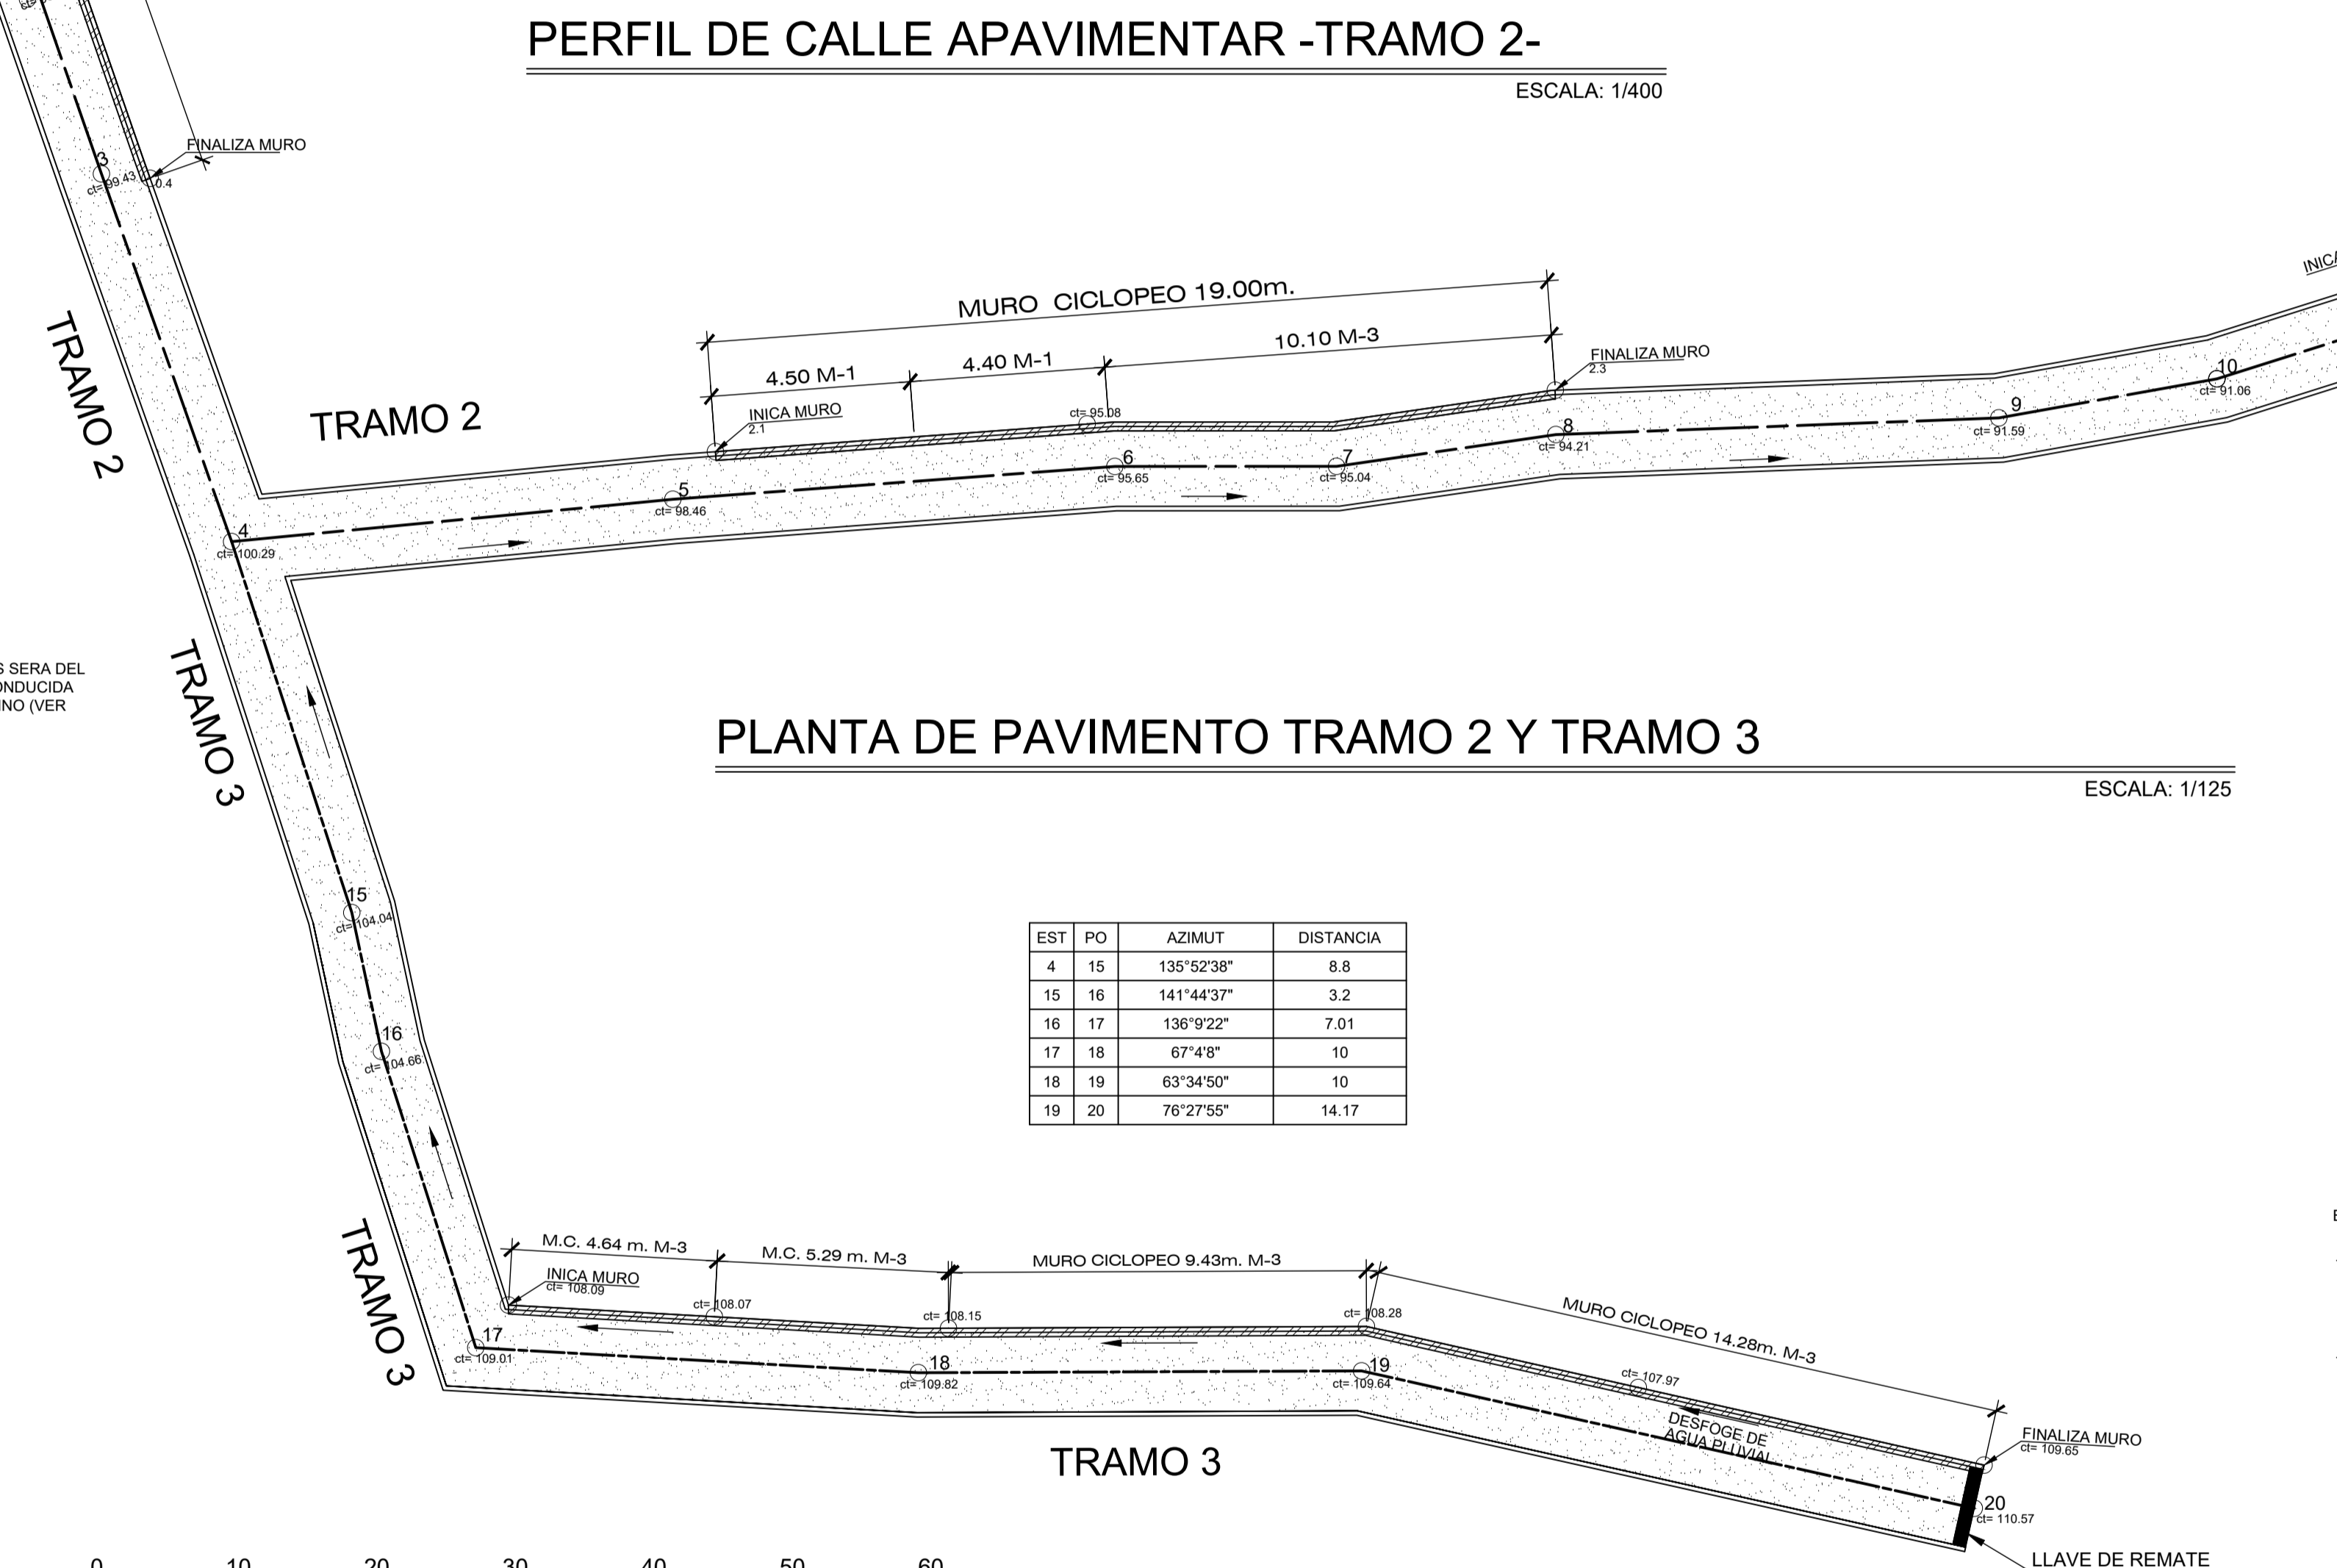 PERFIL DE CALLE APAVIMENTAR -TRAMO 2-
ESCALA: 1/400
FINALIZA MURO
0.4
3
ct= 99.43
TRAMO 2
TRAMO 2
MURO CICLOPEO 19.00m.
4.50 M-1
4.40 M-1
10.10 M-3
INICA MURO
2.1
ct= 95.08
FINALIZA MURO
2.3
4
ct= 100.29
5
ct= 98.46
6
ct= 95.65
7
ct= 95.04
8
ct= 94.21
9
ct= 91.59
10
ct= 91.06
S SERA DEL
ONDUCIDA
INO (VER
TRAMO 3
PLANTA DE PAVIMENTO TRAMO 2 Y TRAMO 3
ESCALA: 1/125
15
ct= 104.04
16
ct= 104.66
EST PO AZIMUT DISTANCIA
4 15 135°52'38" 8.8
15 16 141°44'37" 3.2
16 17 136°9'22" 7.01
17 18 67°4'8" 10
18 19 63°34'50" 10
19 20 76°27'55" 14.17
TRAMO 3
M.C. 4.64 m. M-3
M.C. 5.29 m. M-3
MURO CICLOPEO 9.43m. M-3
MURO CICLOPEO 14.28m. M-3
INICA MURO
ct= 108.09
ct= 108.07
ct= 108.15
ct= 108.28
ct= 107.97
17
ct= 109.01
18
ct= 109.82
19
ct= 109.64
DESFOGE DE
AGUA PLUVIAL
FINALIZA MURO
ct= 109.65
20
ct= 110.57
TRAMO 3
LLAVE DE REMATE
0 10 20 30 40 50 60